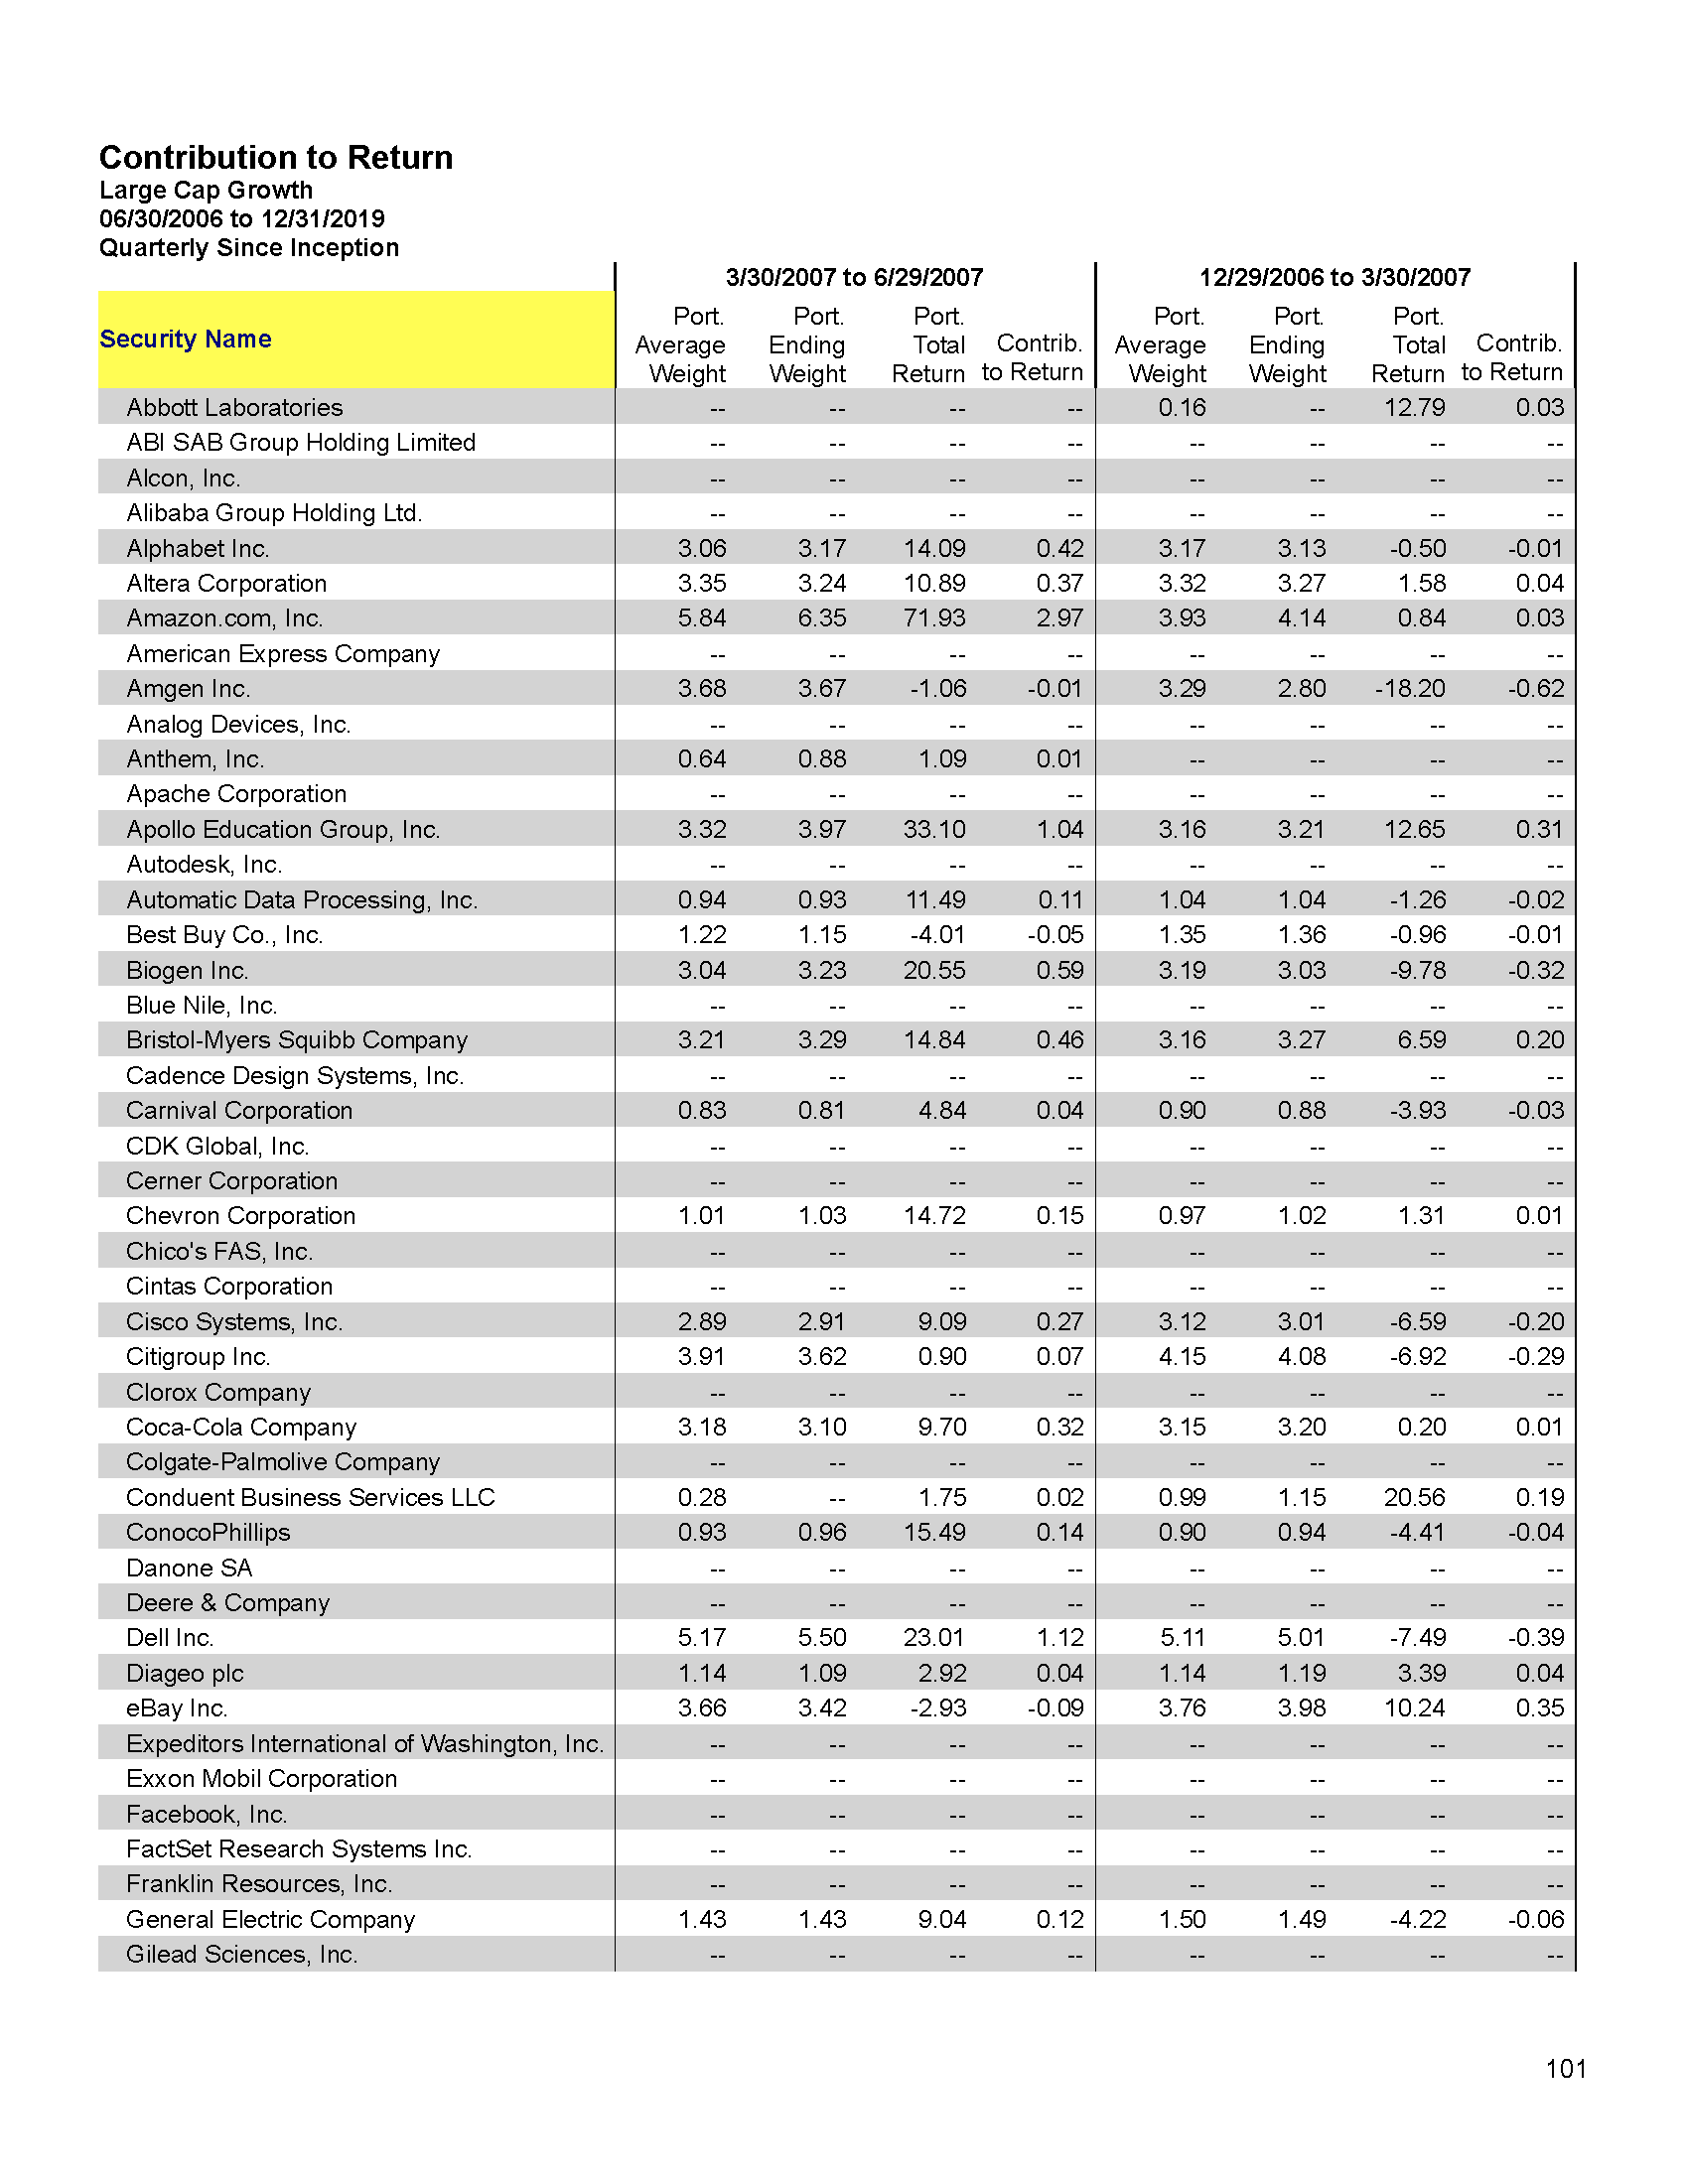 Contribution to Return
Large Cap Growth
06/30/2006 to 12/31/2019
Quarterly Since Inception
3/30/2007 to 6/29/2007 12/29/2006 to 3/30/2007
Security Name Port. Average Weight Port. Ending Weight Port. Total Return Contrib. to Return Port. Average Weight Port. Ending Weight Port. Total Return Contrib. to Return
Abbott Laboratories -- -- -- -- 0.16 -- 12.79 0.03
ABI SAB Group Holding Limited -- -- -- -- -- -- -- --
Alcon, Inc. -- -- -- -- -- -- -- --
Alibaba Group Holding Ltd. -- -- -- -- -- -- -- --
Alphabet Inc. 3.06 3.17 14.09 0.42 3.17 3.13 -0.50 -0.01
Altera Corporation 3.35 3.24 10.89 0.37 3.32 3.27 1.58 0.04
Amazon.com, Inc. 5.84 6.35 71.93 2.97 3.93 4.14 0.84 0.03
American Express Company -- -- -- -- -- -- -- --
Amgen Inc. 3.68 3.67 -1.06 -0.01 3.29 2.80 -18.20 -0.62
Analog Devices, Inc. -- -- -- -- -- -- -- --
Anthem, Inc. 0.64 0.88 1.09 0.01 -- -- -- --
Apache Corporation -- -- -- -- -- -- -- --
Apollo Education Group, Inc. 3.32 3.97 33.10 1.04 3.16 3.21 12.65 0.31
Autodesk, Inc. -- -- -- -- -- -- -- --
Automatic Data Processing, Inc. 0.94 0.93 11.49 0.11 1.04 1.04 -1.26 -0.02
Best Buy Co., Inc. 1.22 1.15 -4.01 -0.05 1.35 1.36 -0.96 -0.01
Biogen Inc. 3.04 3.23 20.55 0.59 3.19 3.03 -9.78 -0.32
Blue Nile, Inc. -- -- -- -- -- -- -- --
Bristol-Myers Squibb Company 3.21 3.29 14.84 0.46 3.16 3.27 6.59 0.20
Cadence Design Systems, Inc. -- -- -- -- -- -- -- --
Carnival Corporation 0.83 0.81 4.84 0.04 0.90 0.88 -3.93 -0.03
CDK Global, Inc. -- -- -- -- -- -- -- --
Cerner Corporation -- -- -- -- -- -- -- --
Chevron Corporation 1.01 1.03 14.72 0.15 0.97 1.02 1.31 0.01
Chico's FAS, Inc. -- -- -- -- -- -- -- --
Cintas Corporation -- -- -- -- -- -- -- --
Cisco Systems, Inc. 2.89 2.91 9.09 0.27 3.12 3.01 -6.59 -0.20
Citigroup Inc. 3.91 3.62 0.90 0.07 4.15 4.08 -6.92 -0.29
Clorox Company -- -- -- -- -- -- -- --
Coca-Cola Company 3.18 3.10 9.70 0.32 3.15 3.20 0.20 0.01
Colgate-Palmolive Company -- -- -- -- -- -- -- --
Conduent Business Services LLC 0.28 -- 1.75 0.02 0.99 1.15 20.56 0.19
ConocoPhillips 0.93 0.96 15.49 0.14 0.90 0.94 -4.41 -0.04
Danone SA -- -- -- -- -- -- -- --
Deere & Company -- -- -- -- -- -- -- --
Dell Inc. 5.17 5.50 23.01 1.12 5.11 5.01 -7.49 -0.39
Diageo plc 1.14 1.09 2.92 0.04 1.14 1.19 3.39 0.04
eBay Inc. 3.66 3.42 -2.93 -0.09 3.76 3.98 10.24 0.35
Expeditors International of Washington, Inc. -- -- -- -- -- -- -- --
Exxon Mobil Corporation -- -- -- -- -- -- -- --
Facebook, Inc. -- -- -- -- -- -- -- --
FactSet Research Systems Inc. -- -- -- -- -- -- -- --
Franklin Resources, Inc. -- -- -- -- -- -- -- --
General Electric Company 1.43 1.43 9.04 0.12 1.50 1.49 -4.22 -0.06
Gilead Sciences, Inc. -- -- -- -- -- -- -- --
101